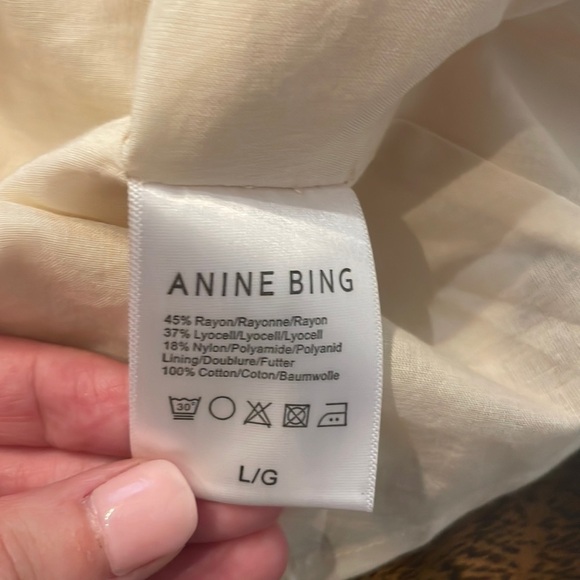 ANINE BING
45% Rayon/Rayonne/Rayon
37% Lyocell/Lyocell/Lyocell
18% Nylon/Polyamide/Polyanid
Lining/Doublure/Futter
100% Cotton/Coton/Baumwolle
30°
L/G